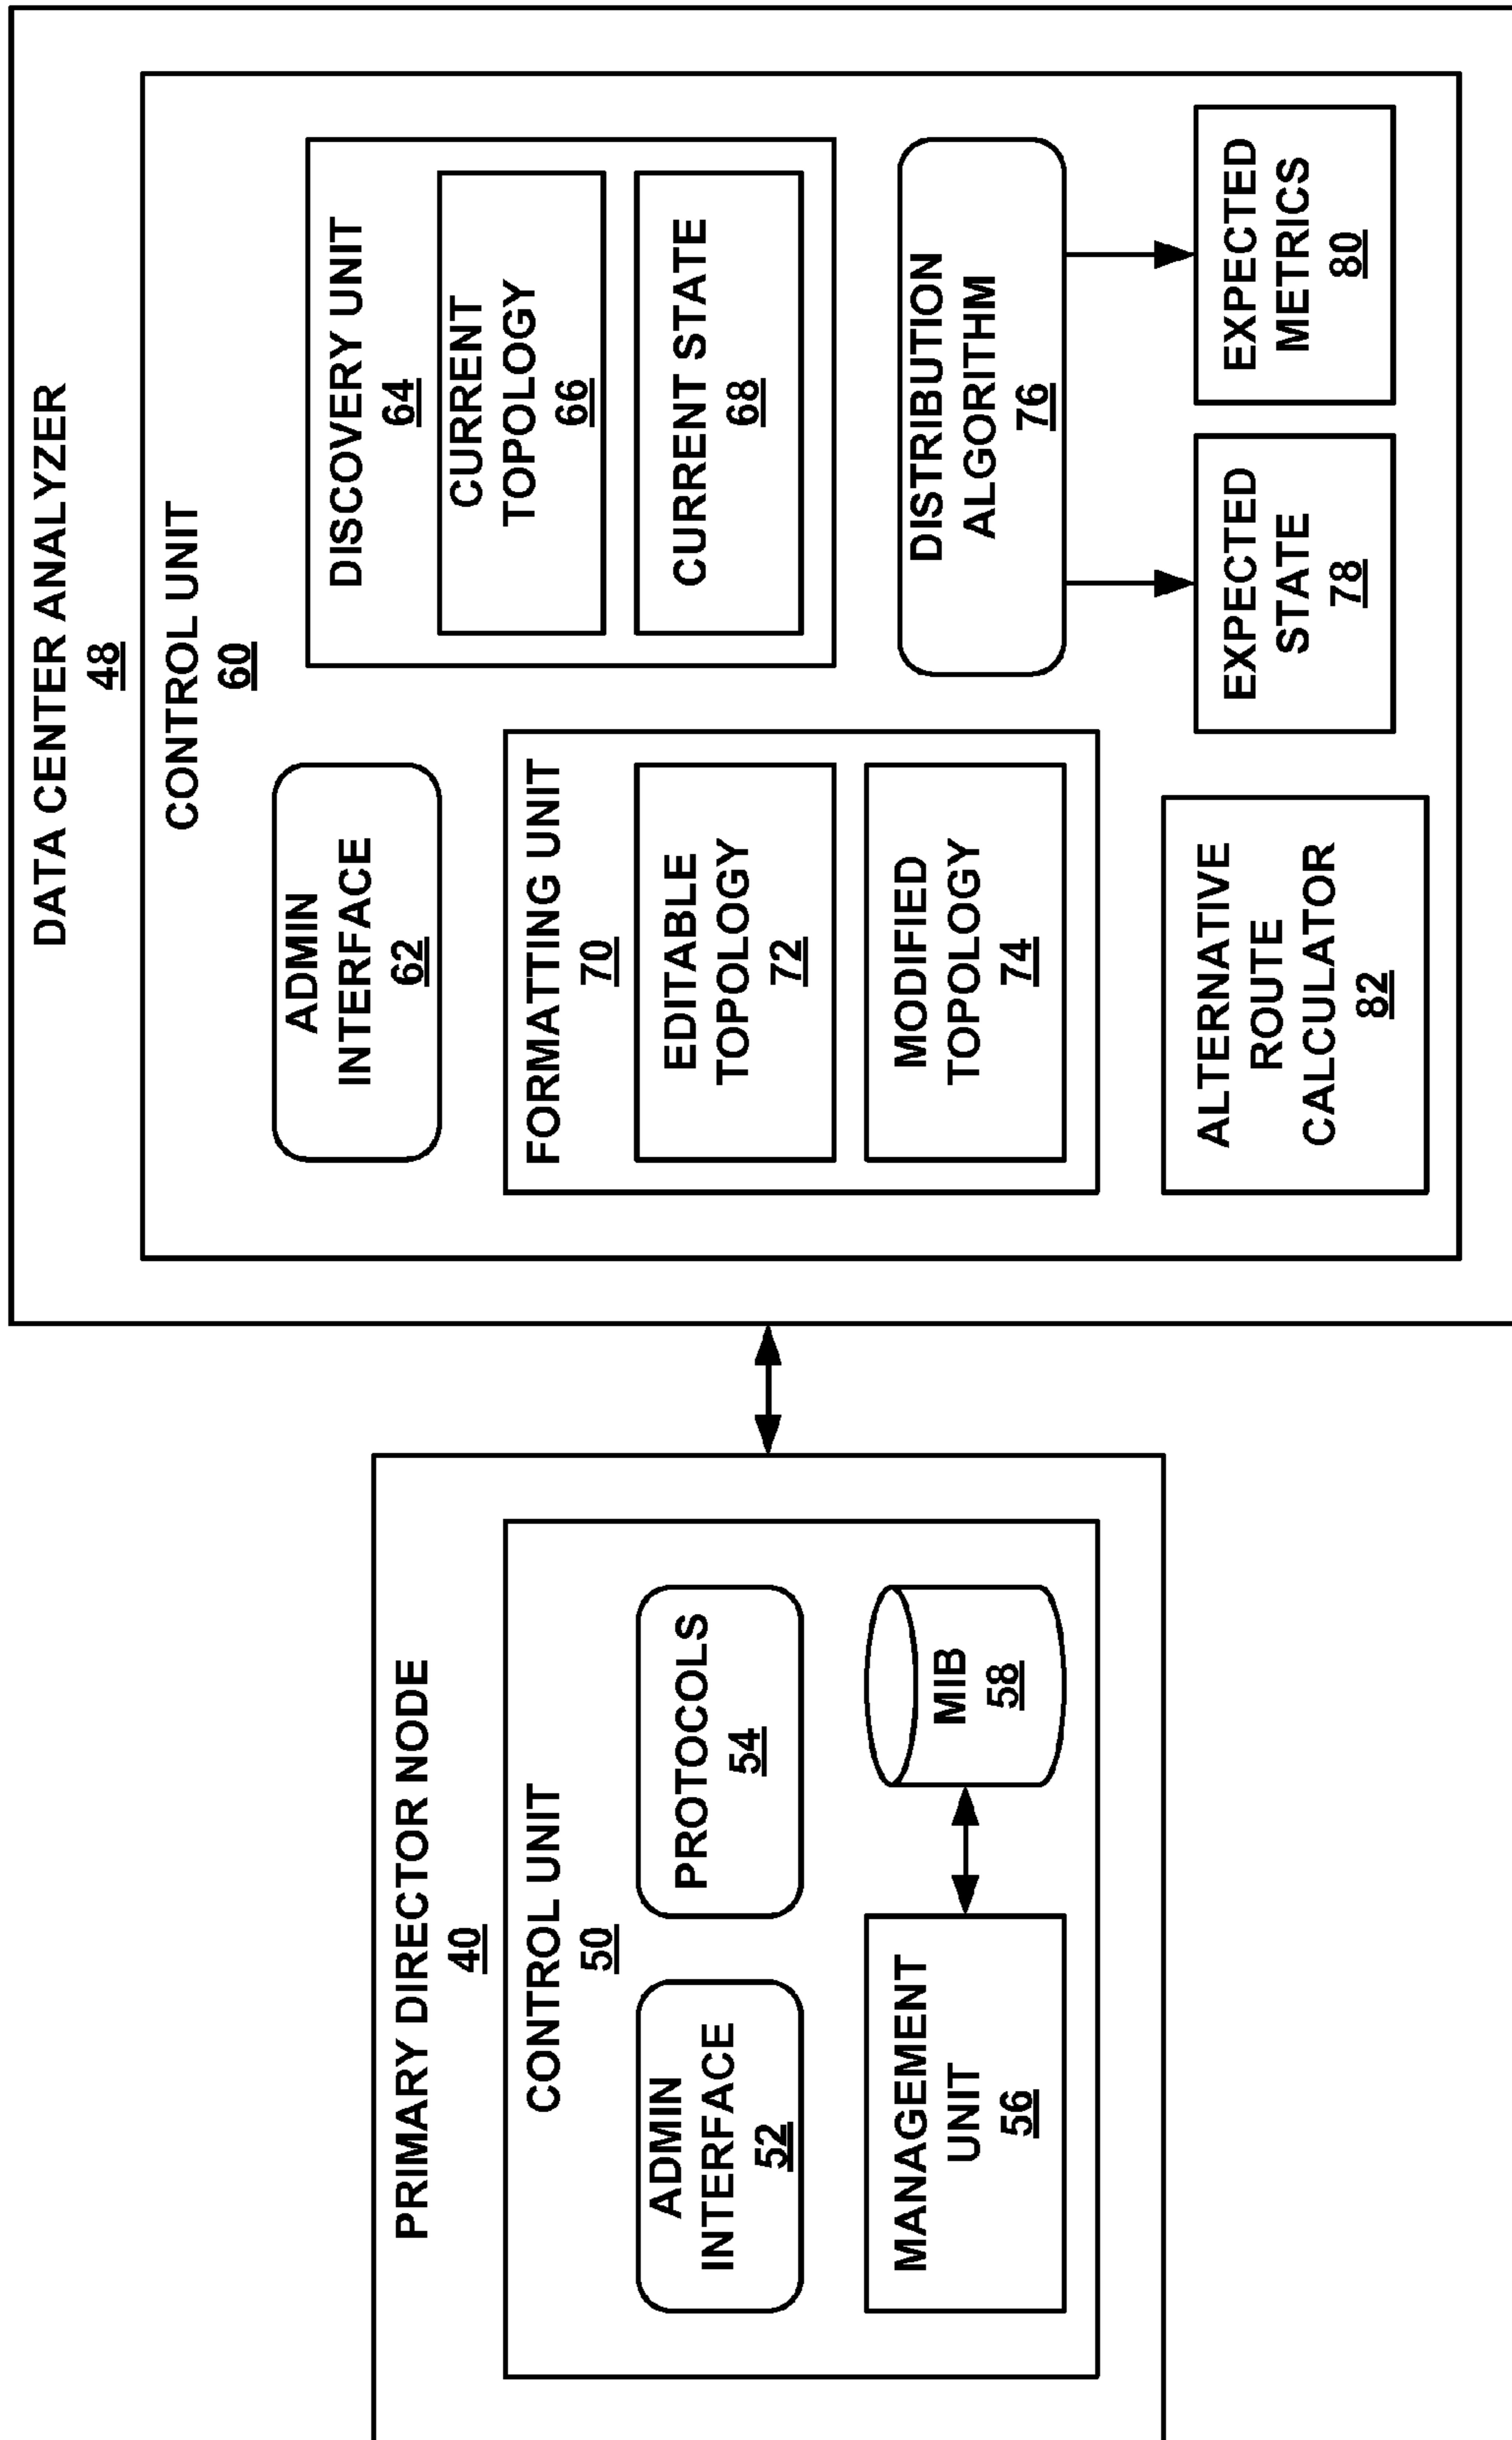 PRIMARY DIRECTOR NODE
40
CONTROL UNIT
50
ADMIN
INTERFACE
52
PROTOCOLS
54
MANAGEMENT
UNIT
56
MIB
58
DATA CENTER ANALYZER
48
CONTROL UNIT
60
ADMIN
INTERFACE
62
DISCOVERY UNIT
64
CURRENT
TOPOLOGY
66
CURRENT STATE
68
FORMATTING UNIT
70
EDITABLE
TOPOLOGY
72
MODIFIED
TOPOLOGY
74
DISTRIBUTION
ALGORITHM
76
ALTERNATIVE
ROUTE
CALCULATOR
82
EXPECTED
STATE
78
EXPECTED
METRICS
80